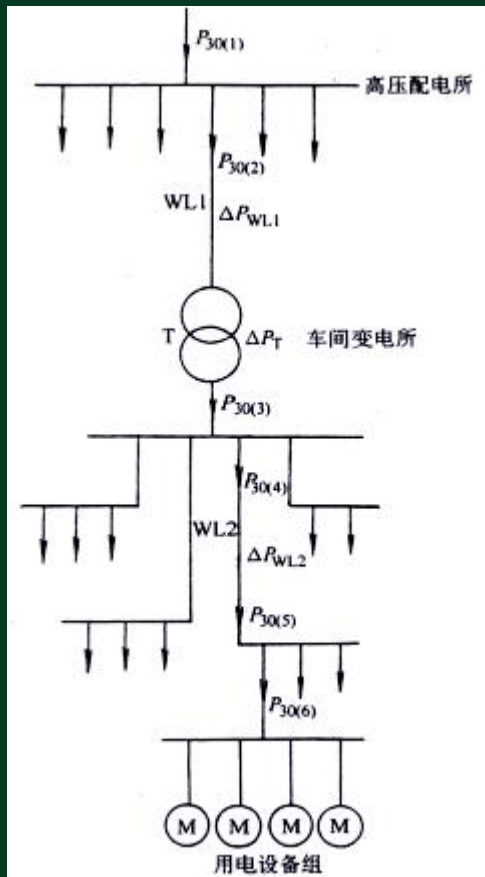 P30(1)
高压配电所
P30(2)
WL1
ΔPWL1
T
ΔPT
车间变电所
P30(3)
P30(4)
WL2
ΔPWL2
P30(5)
P30(6)
M M M M
用电设备组